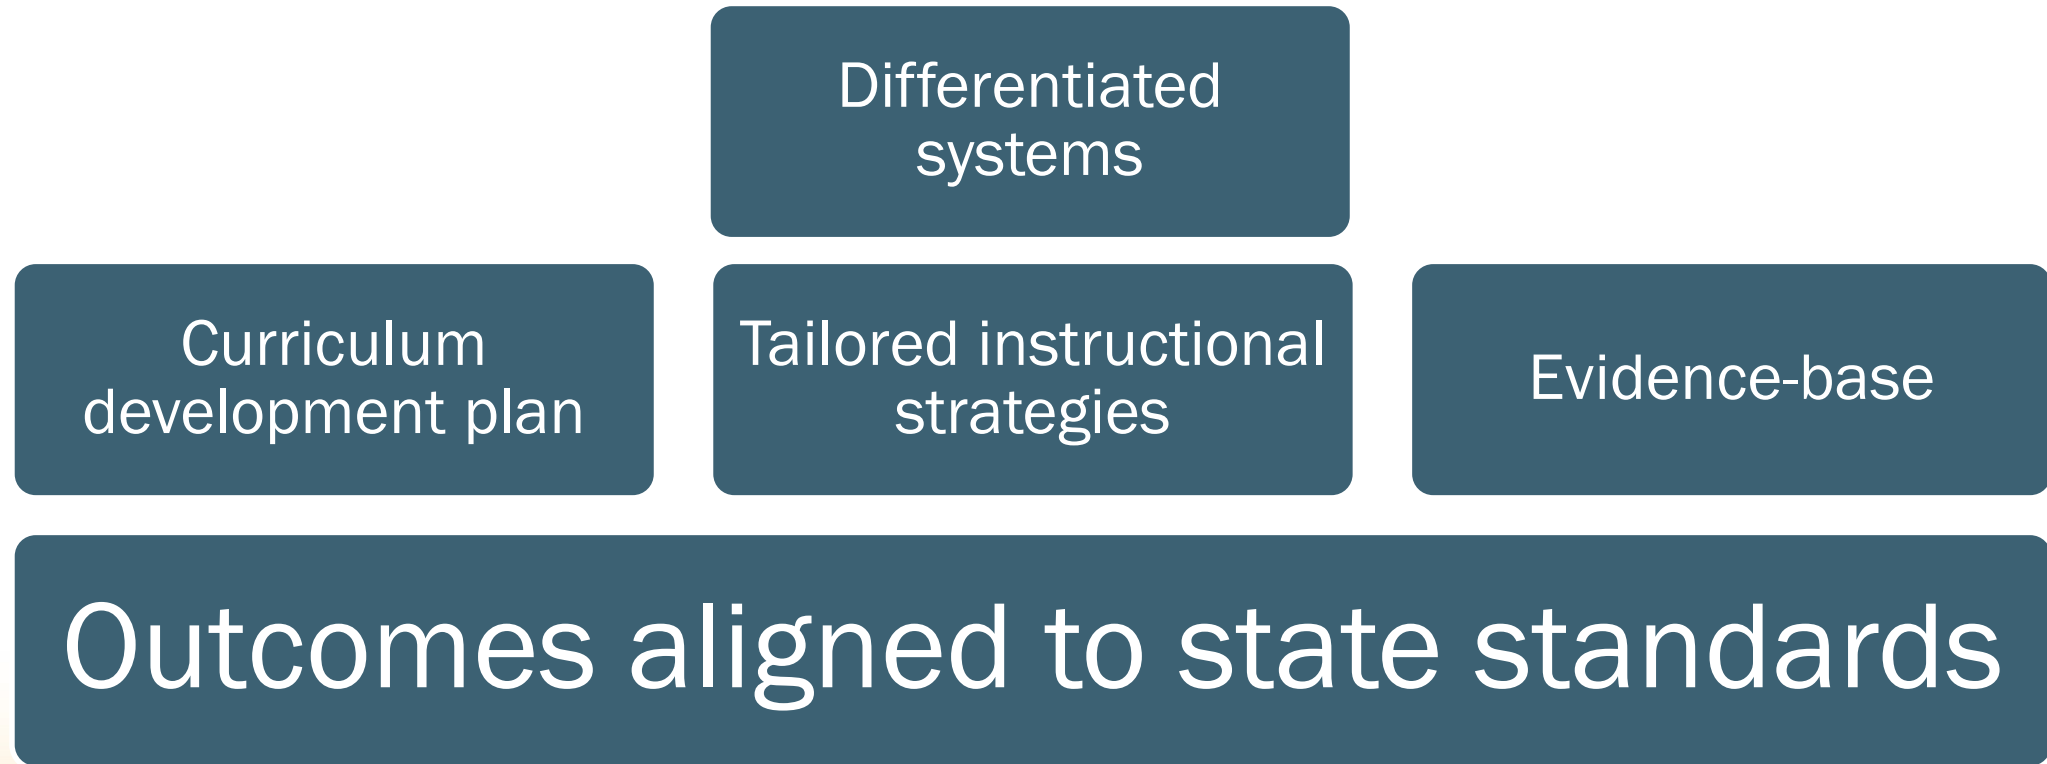 Differentiated
systems
Curriculum
development plan
Tailored instructional
strategies
Evidence-base
Outcomes aligned to state standards